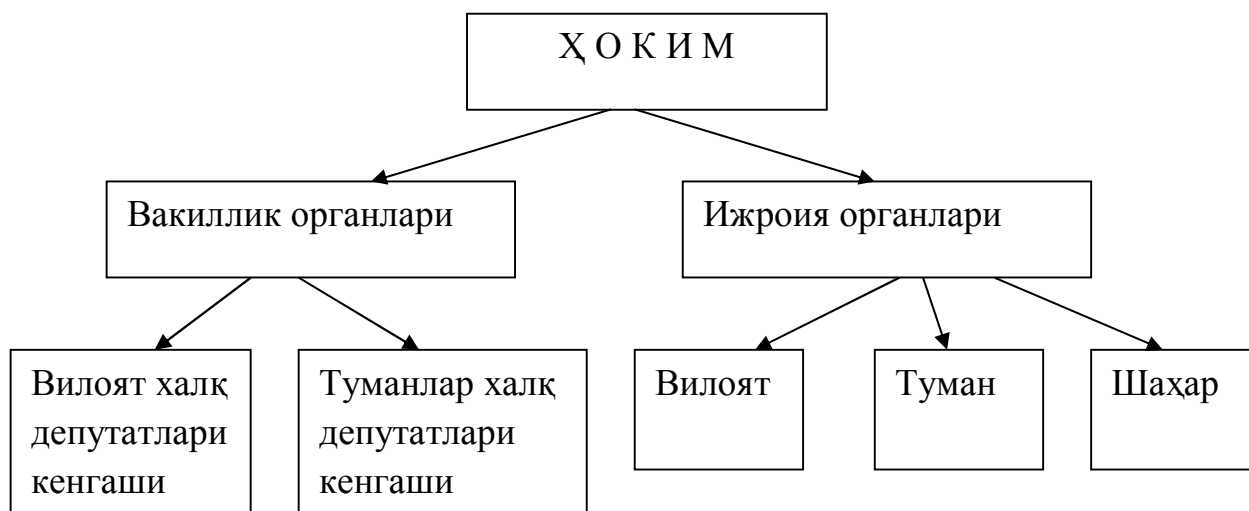 Ҳ О К И М
Вакиллик органлари
Ижроия органлари
Вилоят халқ
депутатлари
кенгаши
Туманлар халқ
депутатлари
кенгаши
Вилоят
Туман
Шаҳар